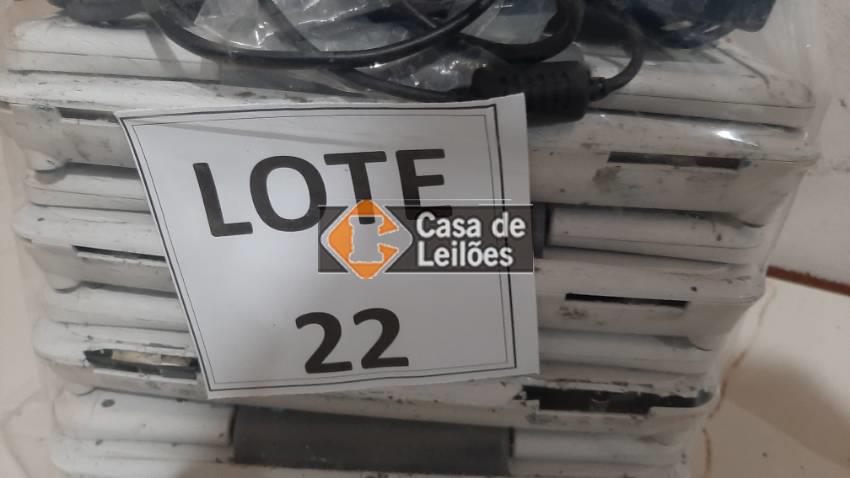 LOTE
Casa de
Leilões
22